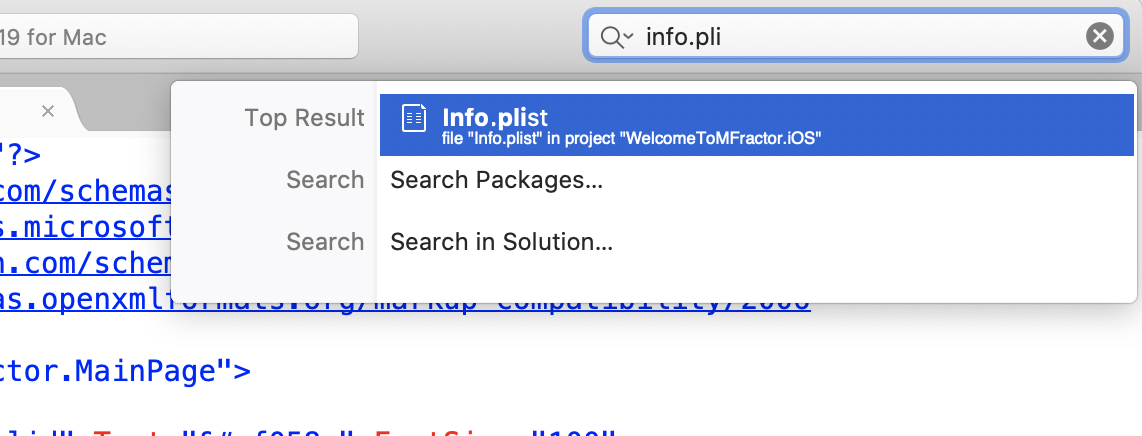 19 for Mac
info.pli
Top Result
Info.plist
file "Info.plist" in project "WelcomeToMFractor.iOS"
Search
Search Packages...
Search
Search in Solution...
"?>
com/schemas
s.microsoft
n.com/schem
as.openxmlformats.org/markup-compatibility/2006
ctor.MainPage">